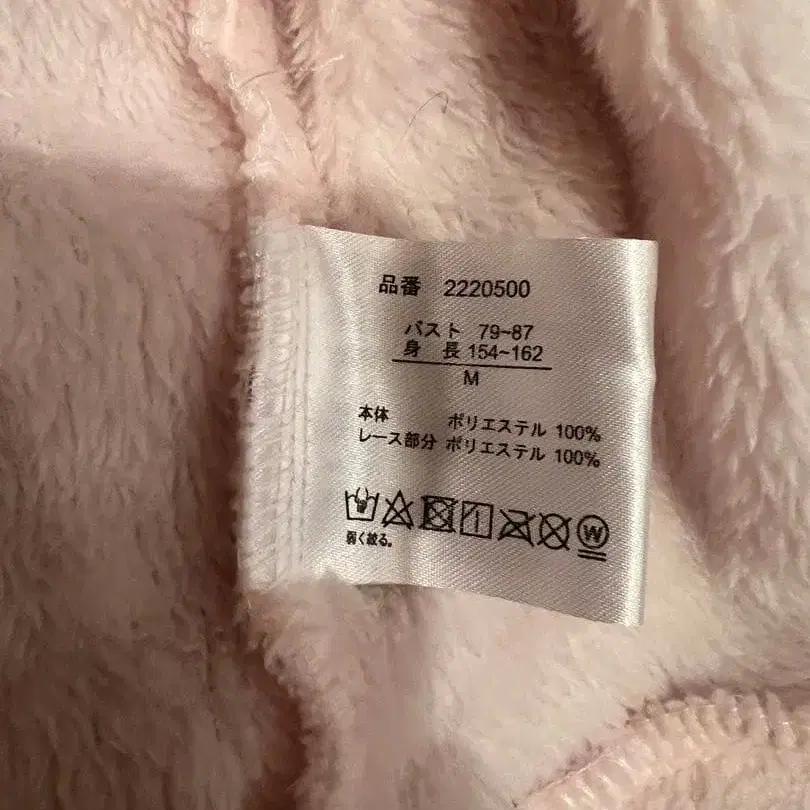 品番 2220500
バスト 79~87
身 長 154~162
M
本体 ポリエステル 100%
レース部分 ポリエステル 100%
W
弱く絞る。